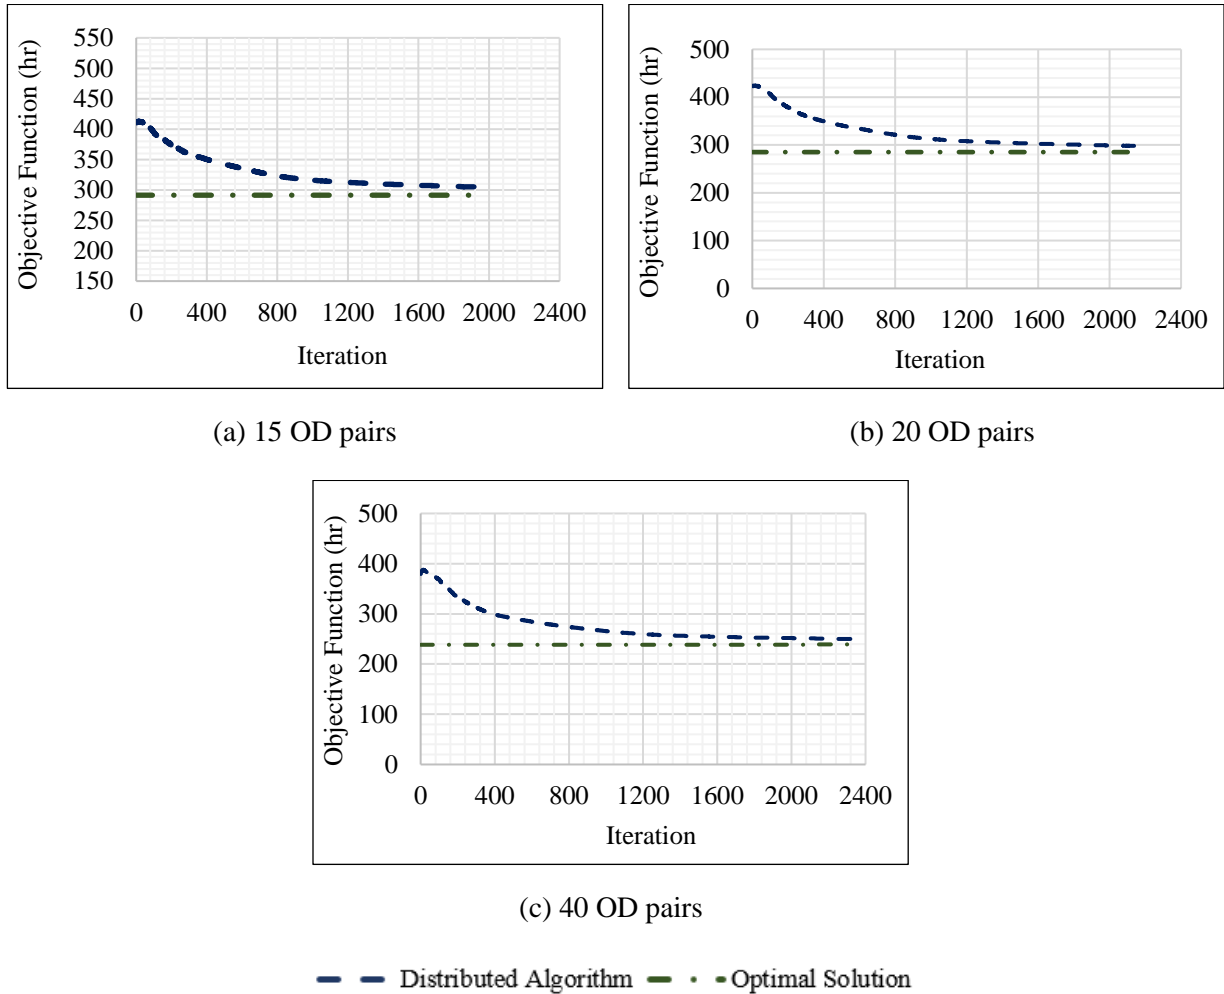 Objective Function (hr)
550
500
450
400
350
300
250
200
150
0 400 800 1200 1600 2000 2400
Iteration
(a) 15 OD pairs
Objective Function (hr)
500
400
300
200
100
0
0 400 800 1200 1600 2000 2400
Iteration
(b) 20 OD pairs
Objective Function (hr)
500
400
300
200
100
0
0 400 800 1200 1600 2000 2400
Iteration
(c) 40 OD pairs
Distributed Algorithm Optimal Solution